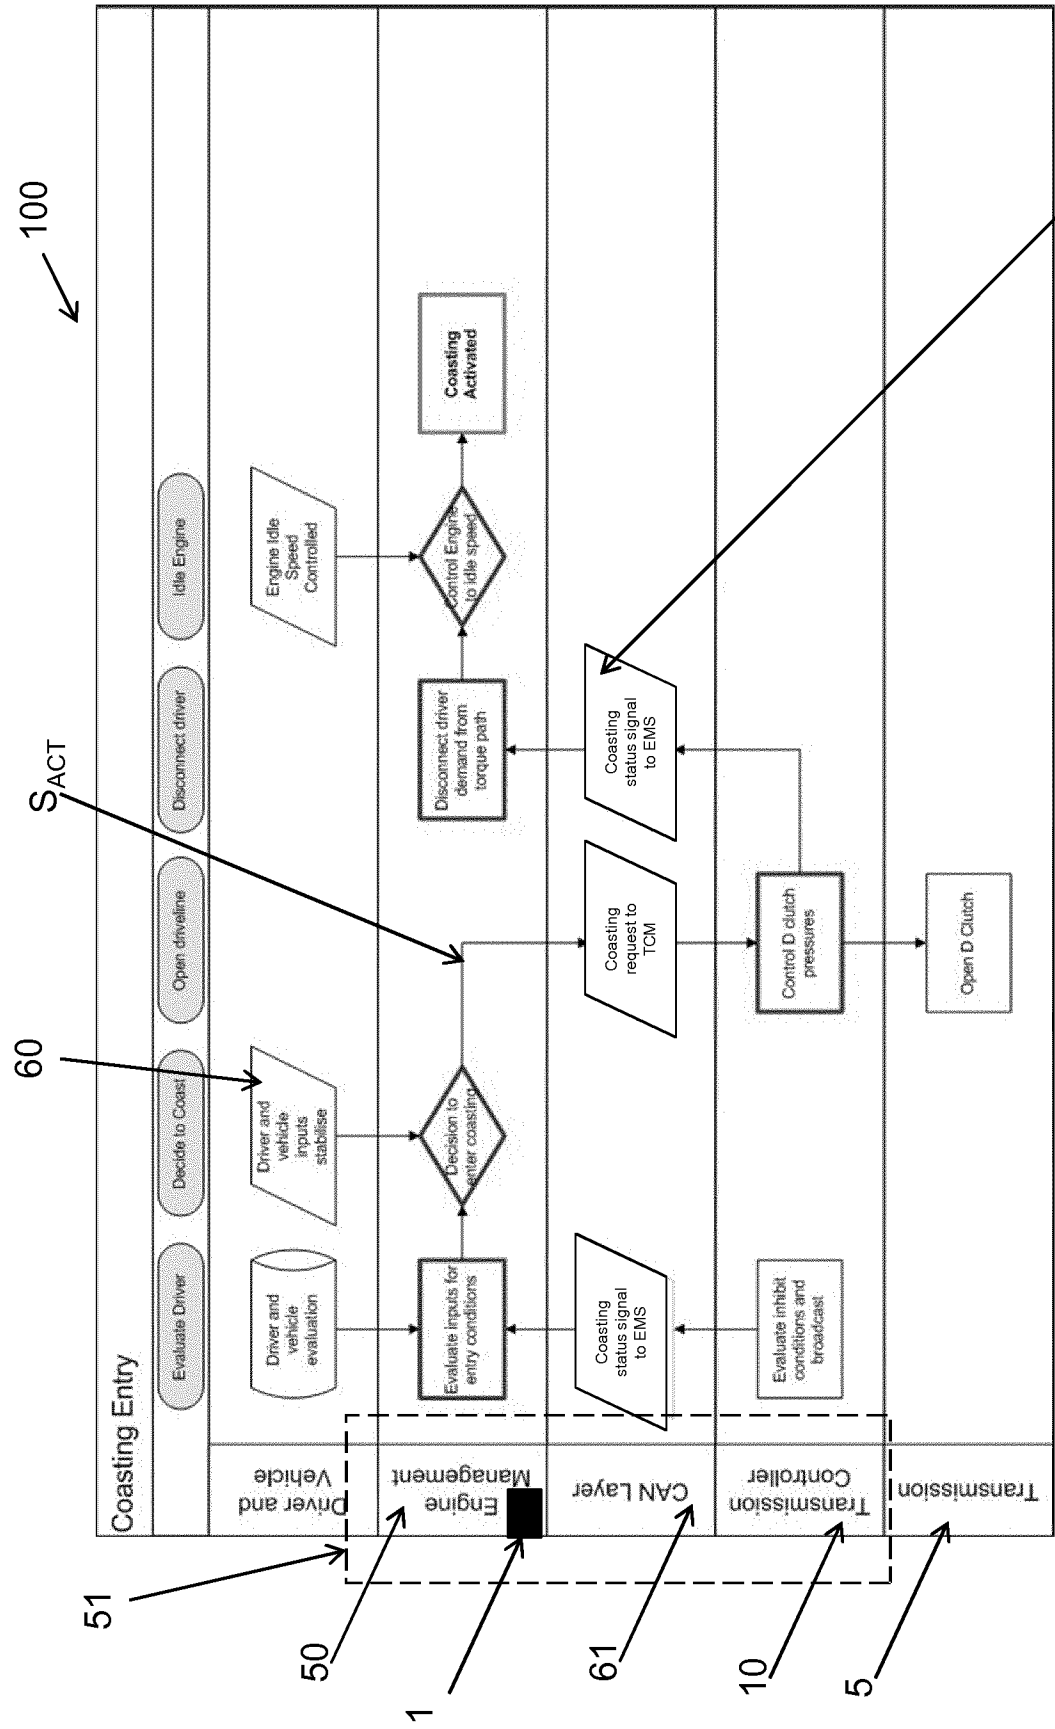 100
Coasting Entry
Evaluate Driver
Decide to Coast
Open driveline
Disconnect driver
Idle Engine
60
S_ACT
51
Driver and
Vehicle
Driver and
vehicle
evaluation
Driver and
vehicle
inputs
stabilise
Engine Idle
Speed
Controlled
50
1
Engine
Management
Evaluate inputs for
entry conditions
Decision to
enter coasting
Disconnect driver
demand from
torque path
Control Engine
to idle speed
Coasting
Activated
61
CAN Layer
Coasting
status signal
to EMS
Coasting
request to
TCM
Coasting
status signal
to EMS
10
Transmission
Controller
Evaluate inhibit
conditions and
broadcast
Control D clutch
pressures
5
Transmission
Open D Clutch